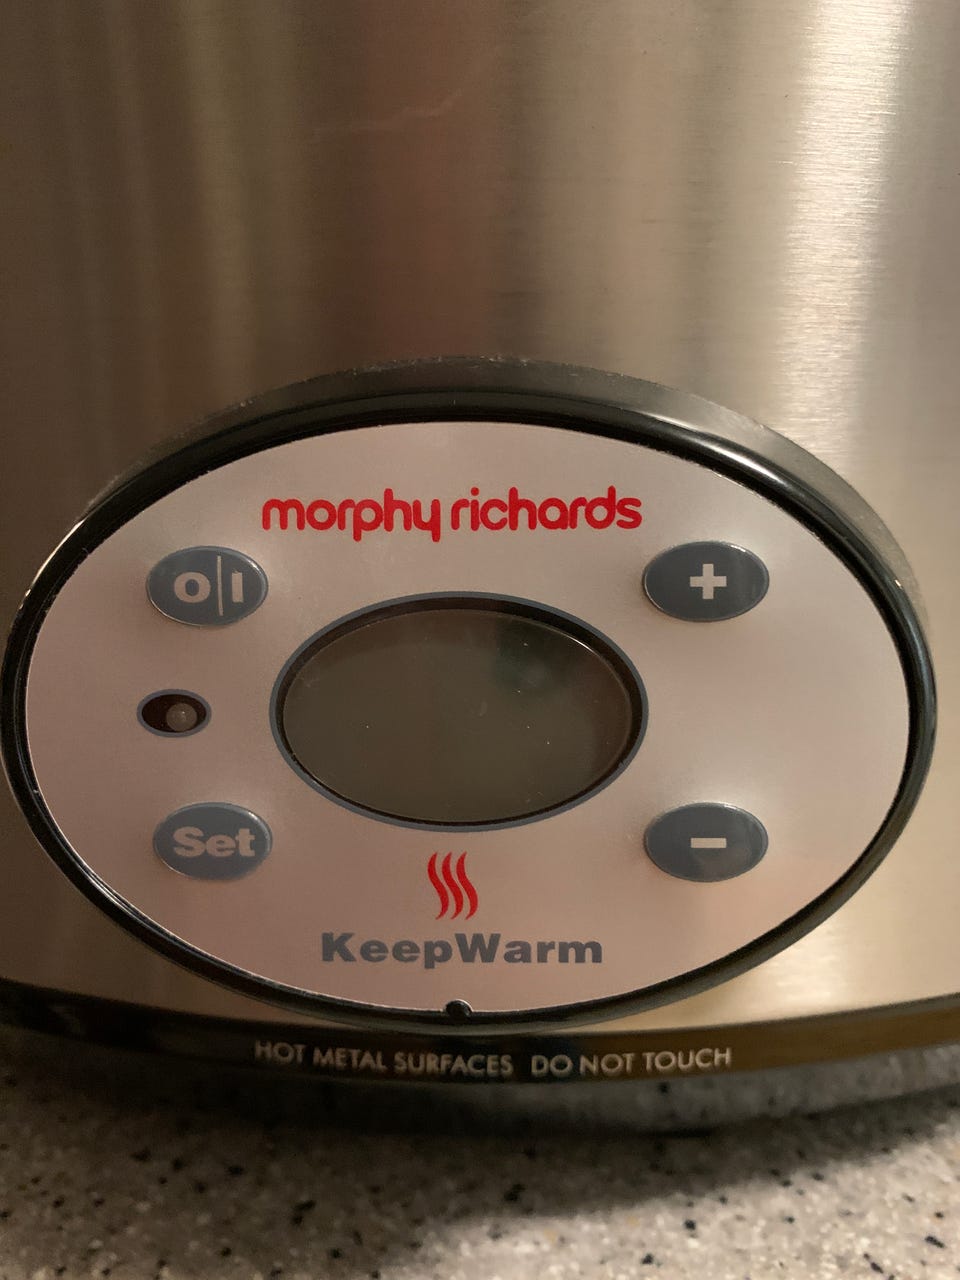 morphy richards
O|I
+
Set
-
KeepWarm
HOT METAL SURFACES DO NOT TOUCH